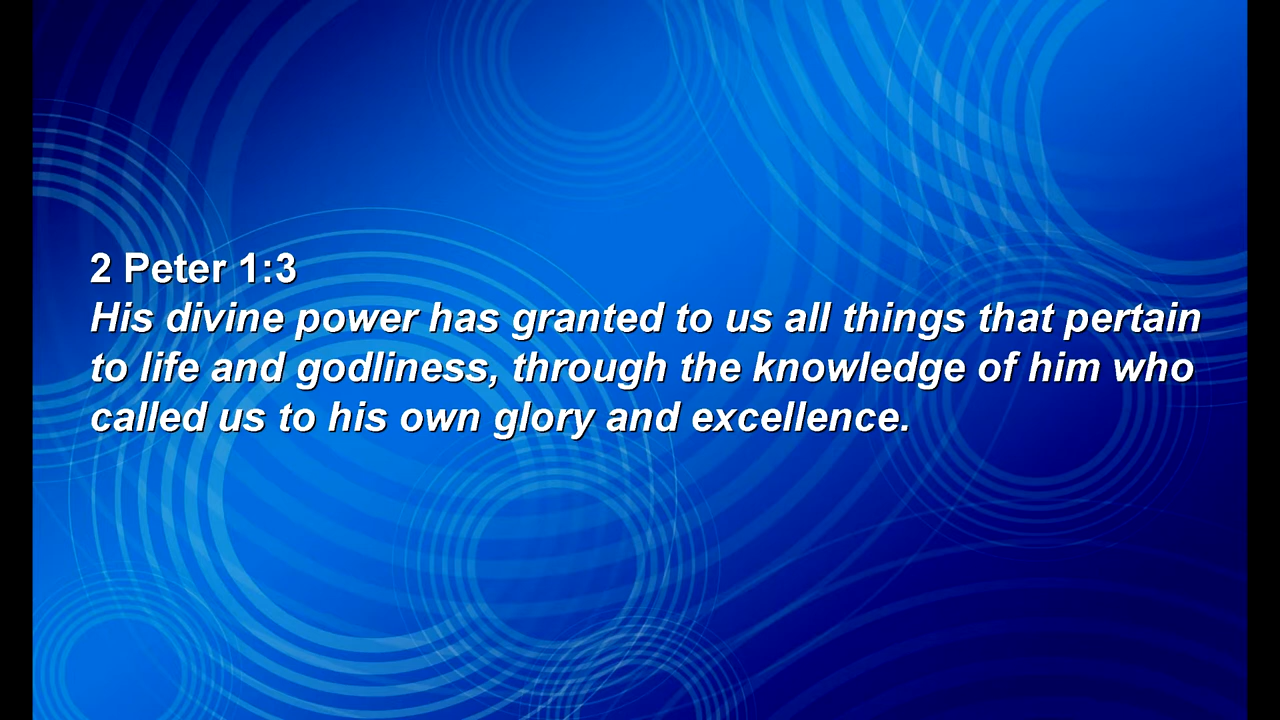 2 Peter 1:3
His divine power has granted to us all things that pertain
to life and godliness, through the knowledge of him who
called us to his own glory and excellence.